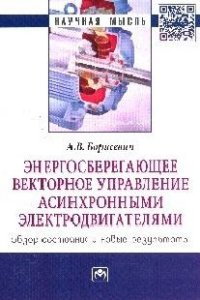 НАУЧНАЯ МЫСЛЬ
А.В. Борисевич
ЭНЕРГОСБЕРЕГАЮЩЕЕ
ВЕКТОРНОЕ УПРАВЛЕНИЕ
АСИНХРОННЫМИ
ЭЛЕКТРОДВИГАТЕЛЯМИ
обзор состояния и новые результаты